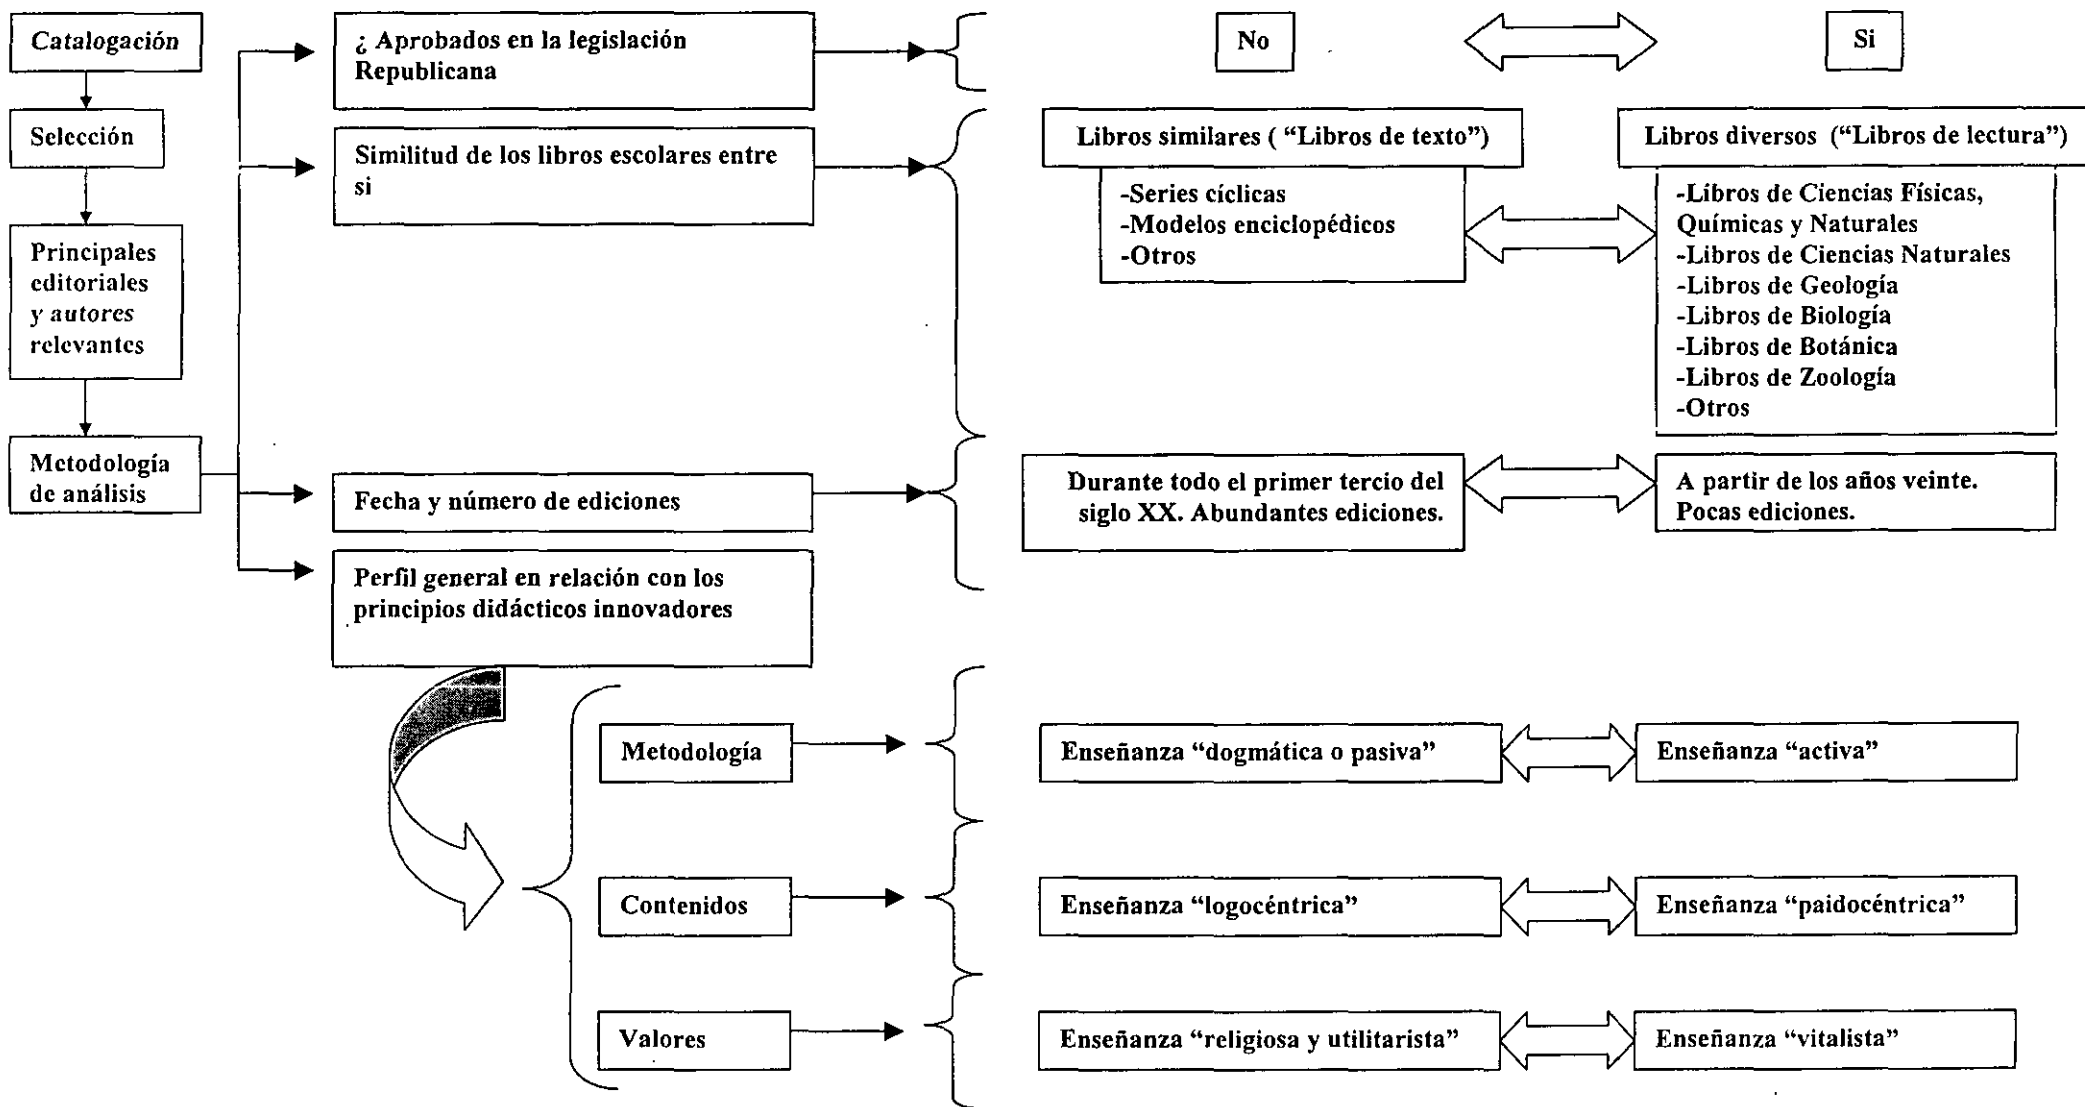 Catalogación
Selección
Principales
editoriales
y autores
relevantes
Metodología
de análisis
¿ Aprobados en la legislación
Republicana
Similitud de los libros escolares entre
si
Fecha y número de ediciones
Perfil general en relación con los
principios didácticos innovadores
No
Si
Libros similares ( “Libros de texto”)
-Series cíclicas
-Modelos enciclopédicos
-Otros
Libros diversos (“Libros de lectura”)
-Libros de Ciencias Físicas,
Químicas y Naturales
-Libros de Ciencias Naturales
-Libros de Geología
-Libros de Biología
-Libros de Botánica
-Libros de Zoología
-Otros
Durante todo el primer tercio del
siglo XX. Abundantes ediciones.
A partir de los años veinte.
Pocas ediciones.
Metodología
Enseñanza “dogmática o pasiva”
Enseñanza “activa”
Contenidos
Enseñanza “logocéntrica”
Enseñanza “paidocéntrica”
Valores
Enseñanza “religiosa y utilitarista”
Enseñanza “vitalista”